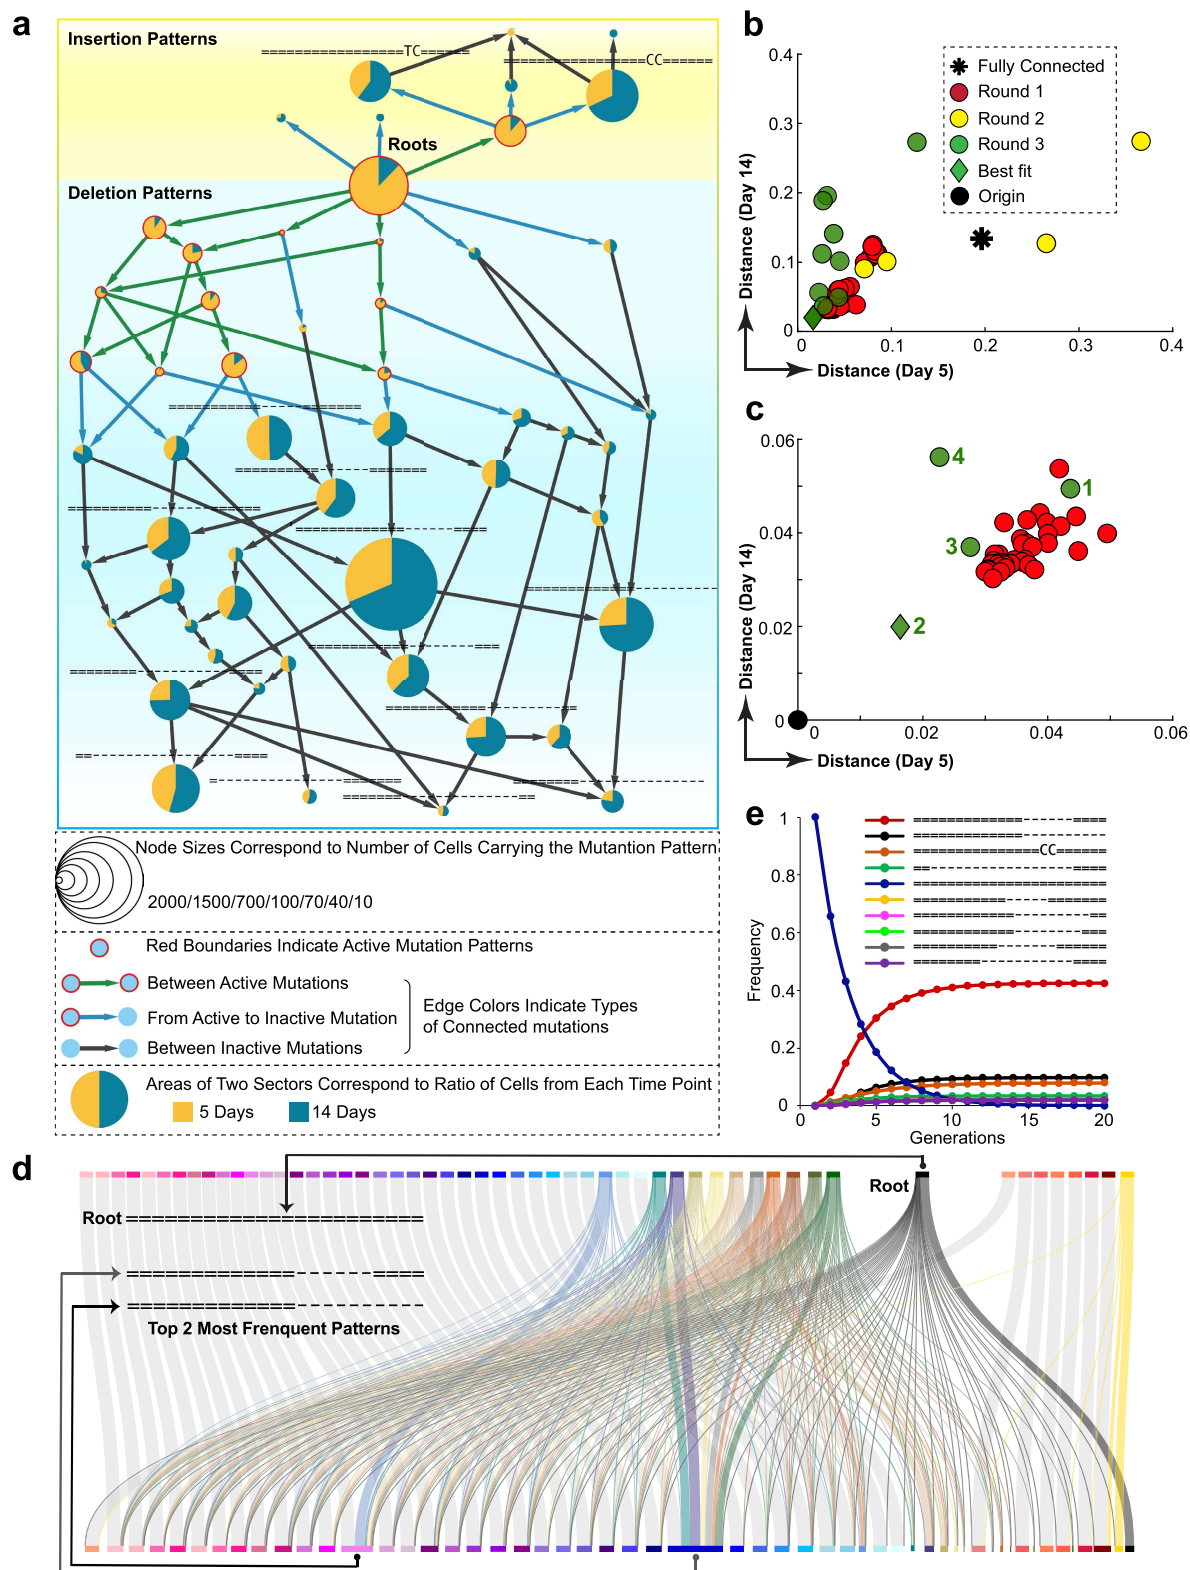 a
Insertion Patterns
TC
CC
Roots
Deletion Patterns
Node Sizes Correspond to Number of Cells Carrying the Mutantion Pattern
2000/1500/700/100/70/40/10
Red Boundaries Indicate Active Mutation Patterns
Between Active Mutations
From Active to Inactive Mutation
Between Inactive Mutations
Edge Colors Indicate Types
of Connected mutations
Areas of Two Sectors Correspond to Ratio of Cells from Each Time Point
5 Days
14 Days
b
0.4
0.3
0.2
0.1
0
Distance (Day 14)
0
0.1
0.2
0.3
0.4
Distance (Day 5)
Fully Connected
Round 1
Round 2
Round 3
Best fit
Origin
c
0.06
0.04
0.02
0
Distance (Day 14)
4
1
3
2
0
0.02
0.04
0.06
Distance (Day 5)
e
1
0.8
0.6
0.4
0.2
0
Frequency
CC
0
5
10
15
20
Generations
d
Root
Root
Top 2 Most Frenquent Patterns